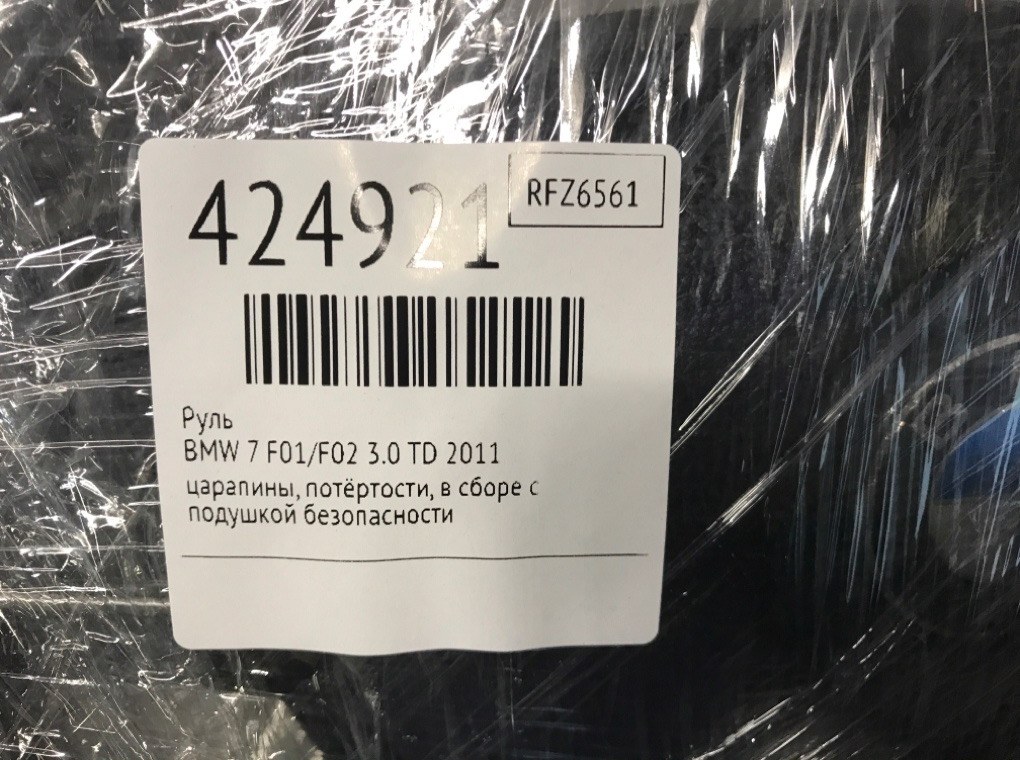 424921
RFZ6561
Руль
BMW 7 F01/F02 3.0 TD 2011
царапины, потёртости, в сборе с
подушкой безопасности